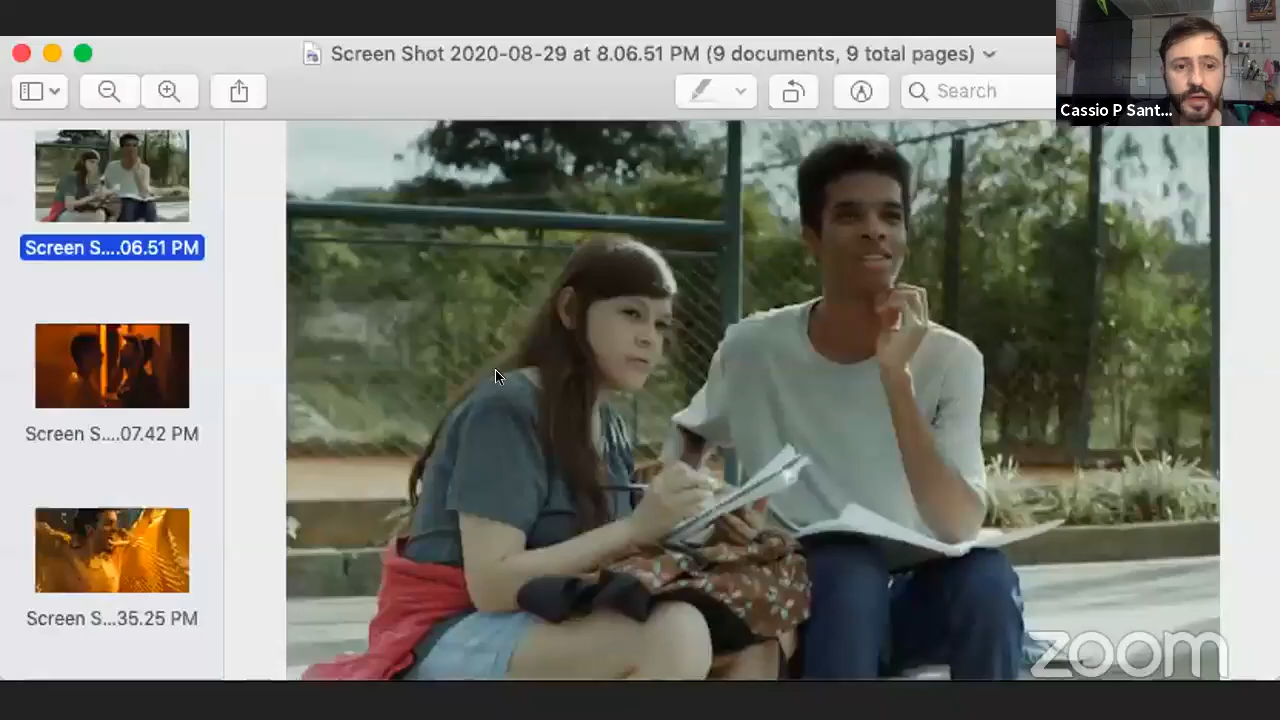 Screen Shot 2020-08-29 at 8.06.51 PM (9 documents, 9 total pages)
Search
Cassio P Sant...
Screen S....06.51 PM
Screen S....07.42 PM
Screen S...35.25 PM
zoom